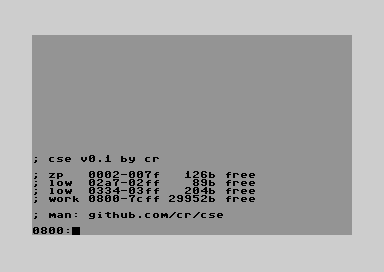 ; cse v0.1 by cr
; zp   0002-007f   126b free
; low  02a7-02ff    89b free
; low  0334-03ff   204b free
; work 0800-7cff 29952b free
; man: github.com/cr/cse
0800: